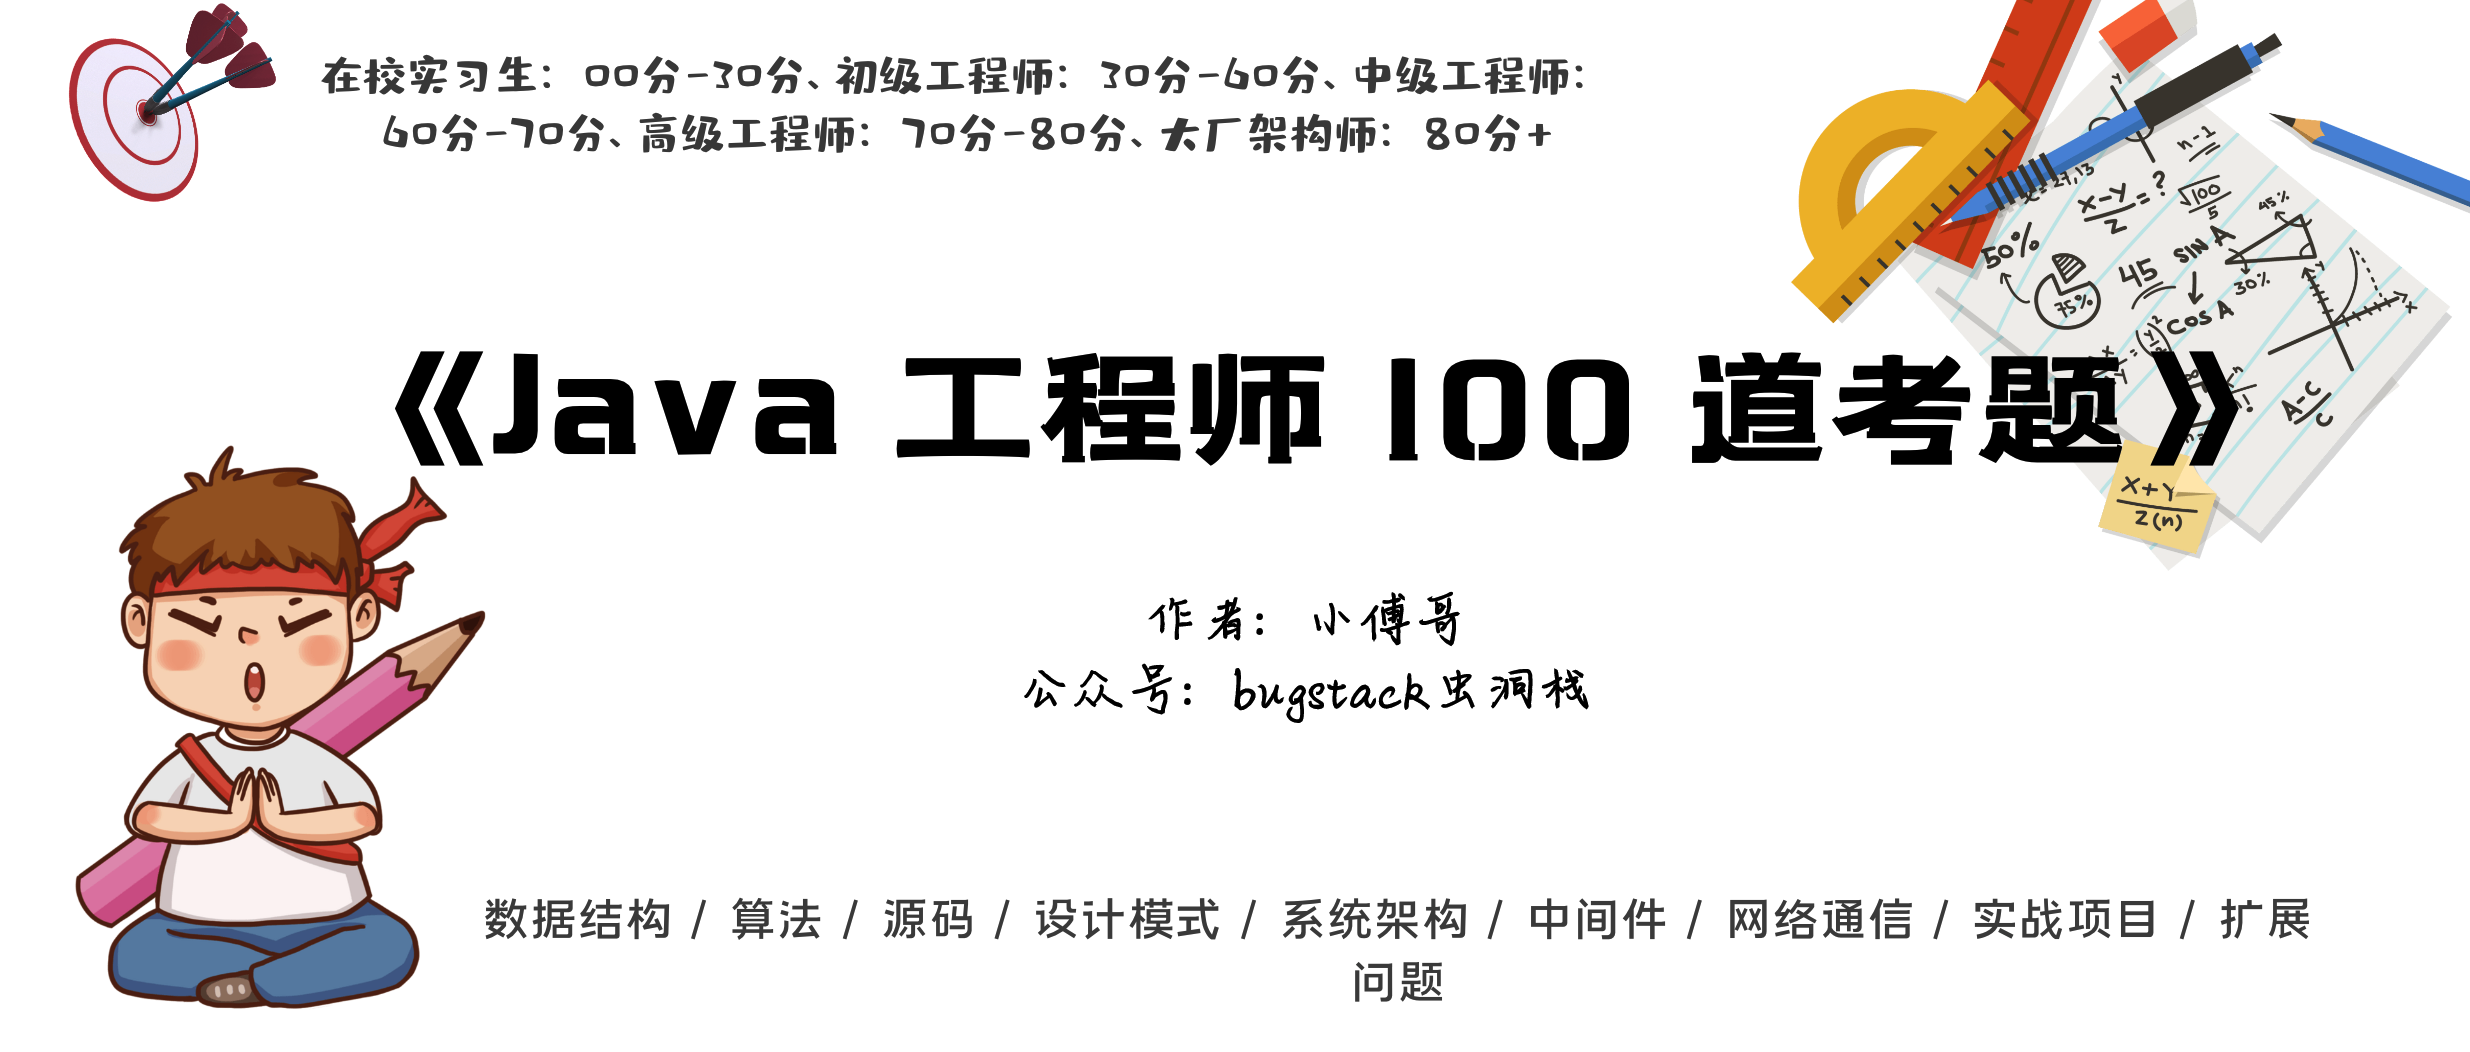 在校实习生：00分-30分、初级工程师：30分-60分、中级工程师：
60分-70分、高级工程师：70分-80分、大厂架构师：80分+
《Java 工程师 100 道考题》
作者：小傅哥
公众号：bugstack虫洞栈
数据结构 / 算法 / 源码 / 设计模式 / 系统架构 / 中间件 / 网络通信 / 实战项目 / 扩展
问题
n-1
x-y/z=?
√100/5
45%
50%
75%
45
SIN A
COS A
30%
A-C/C
X+Y/Z(n)